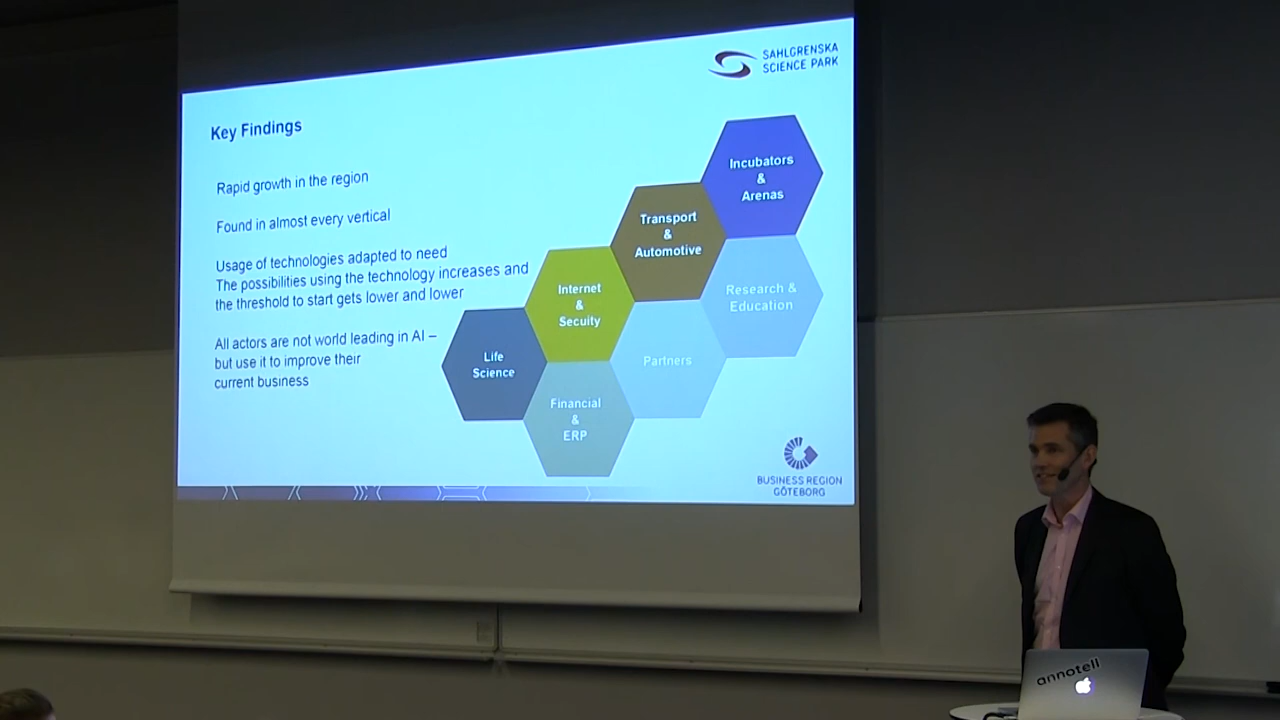 SAHLGRENSKA
SCIENCE PARK
Key Findings
Rapid growth in the region
Found in almost every vertical
Usage of technologies adapted to need
The possibilities using the technology increases and
the threshold to start gets lower and lower
All actors are not world leading in AI –
but use it to improve their
current business
Incubators
&
Arenas
Transport
&
Automotive
Research &
Education
Internet
&
Secuity
Partners
Life
Science
Financial
&
ERP
BUSINESS REGION
GÖTEBORG
annotell